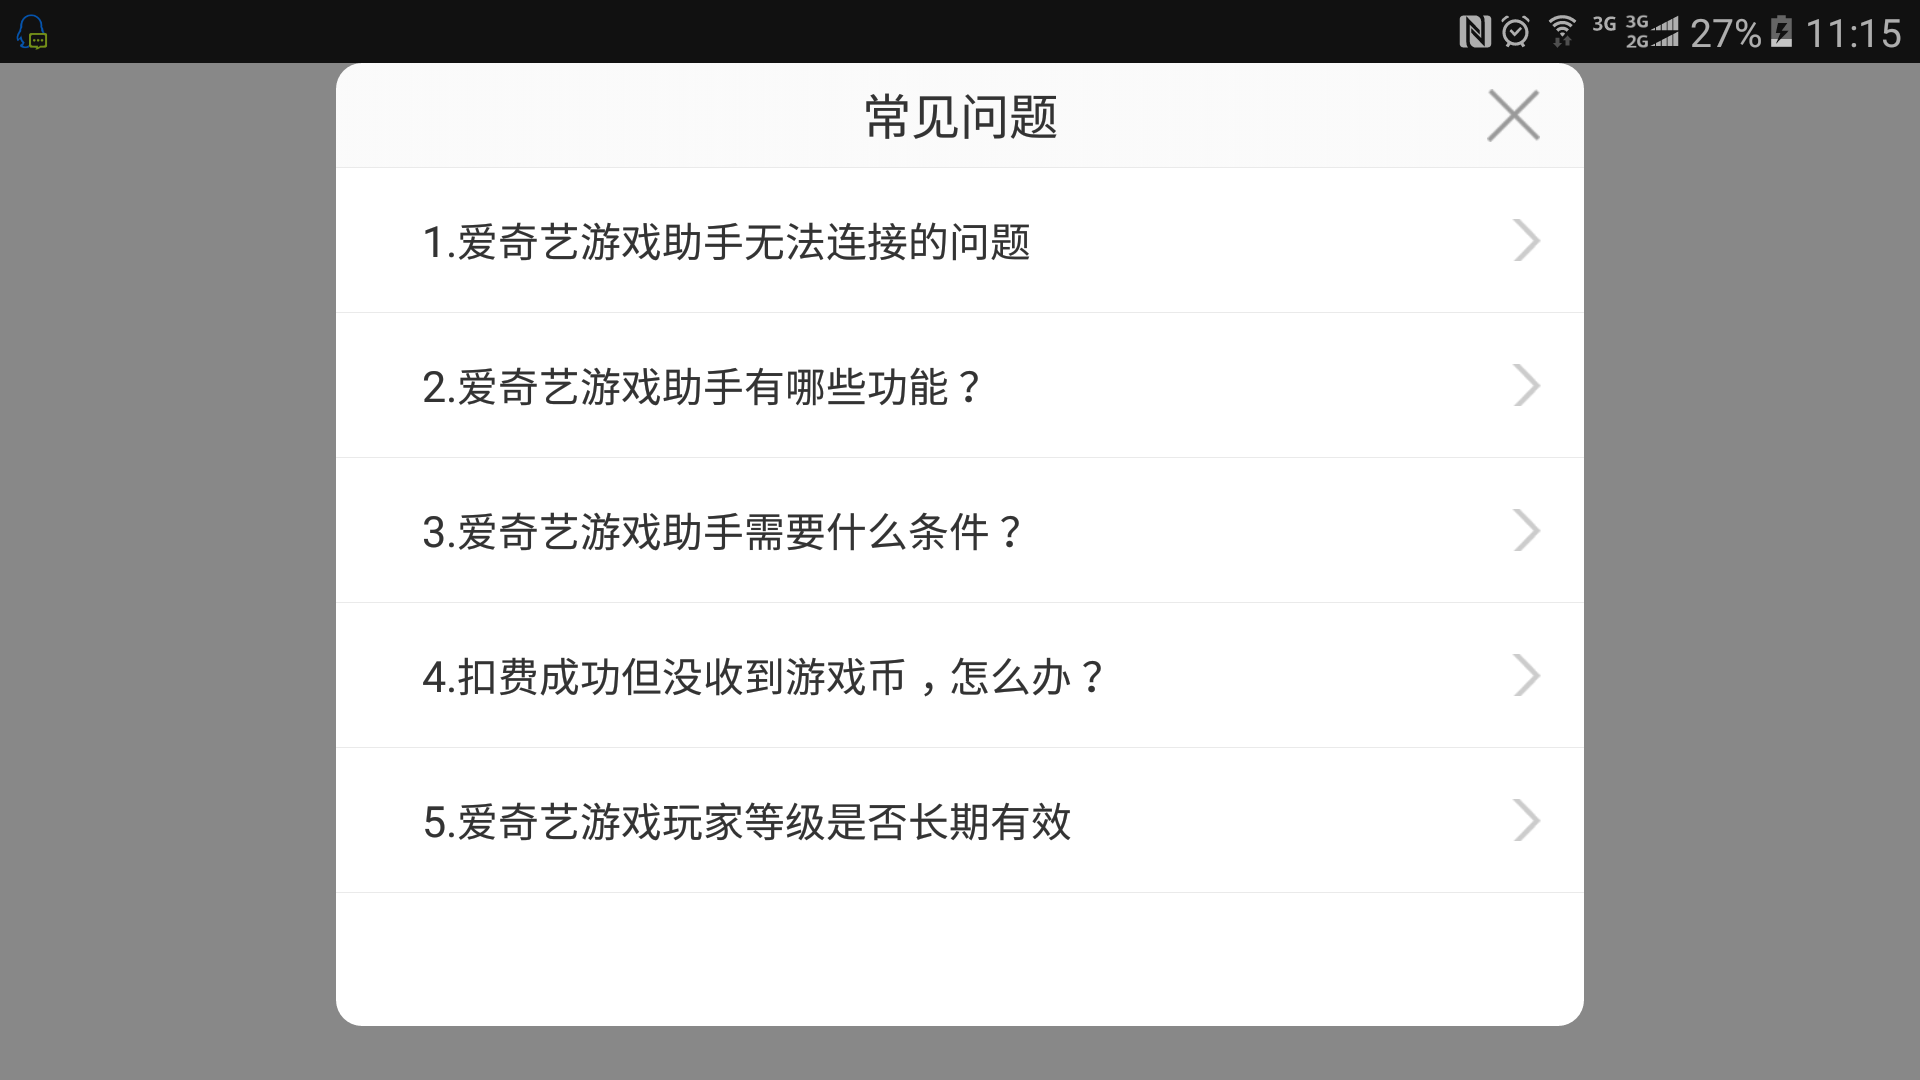 3G 3G 2G 27% 11:15
常见问题
1.爱奇艺游戏助手无法连接的问题
2.爱奇艺游戏助手有哪些功能？
3.爱奇艺游戏助手需要什么条件？
4.扣费成功但没收到游戏币，怎么办？
5.爱奇艺游戏玩家等级是否长期有效